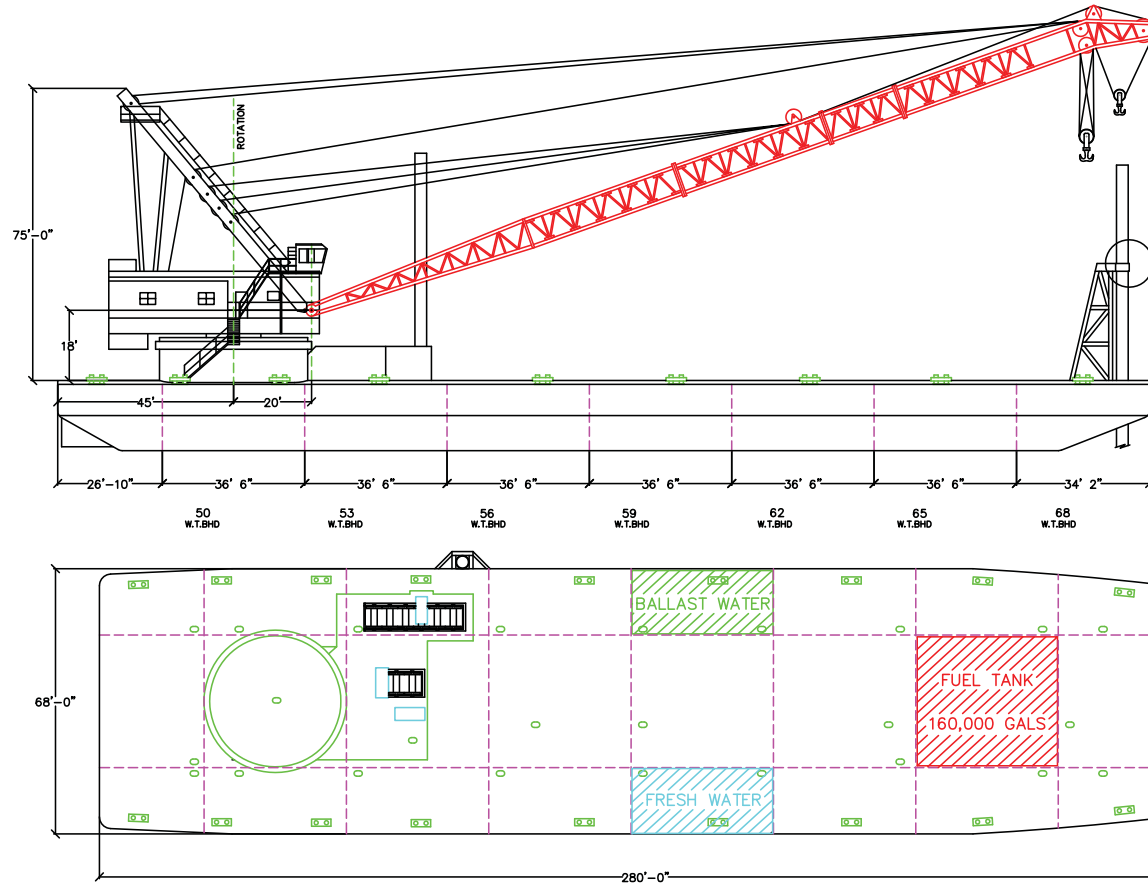 ROTATION
75'-0"
18'
45'
20'
26'-10"
36' 6"
36' 6"
36' 6"
36' 6"
36' 6"
36' 6"
34' 2"
50
W.T.BHD
53
W.T.BHD
56
W.T.BHD
59
W.T.BHD
62
W.T.BHD
65
W.T.BHD
68
W.T.BHD
BALLAST WATER
FUEL TANK
68'-0"
160,000 GALS
FRESH WATER
280'-0"